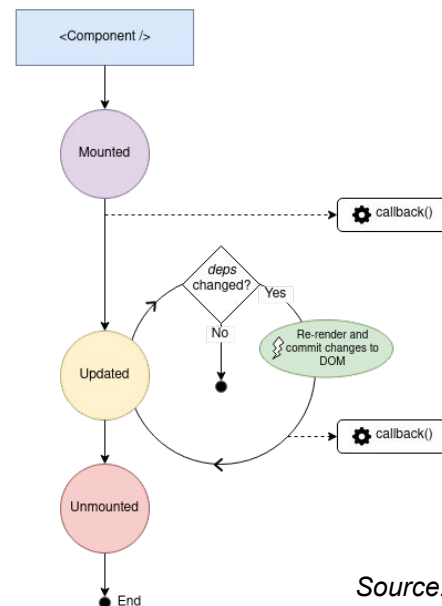 <Component />
Mounted
callback()
deps
changed?
Yes
No
Re-render and
commit changes to
DOM
Updated
callback()
Unmounted
End
Source: